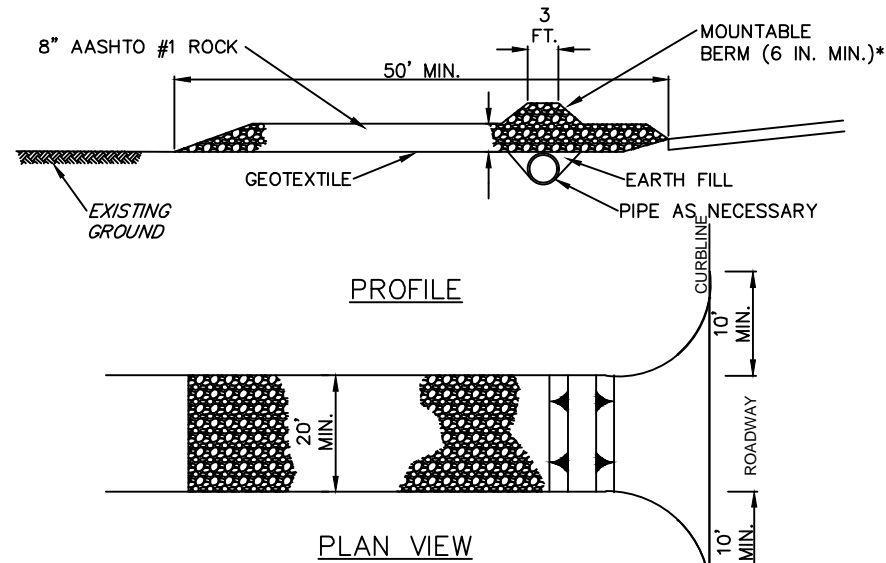 3
FT.
8" AASHTO #1 ROCK
MOUNTABLE
BERM (6 IN. MIN.)*
50' MIN.
GEOTEXTILE
EARTH FILL
PIPE AS NECESSARY
EXISTING
GROUND
PROFILE
CURBLINE
10'
MIN.
20'
MIN.
ROADWAY
10'
MIN.
PLAN VIEW